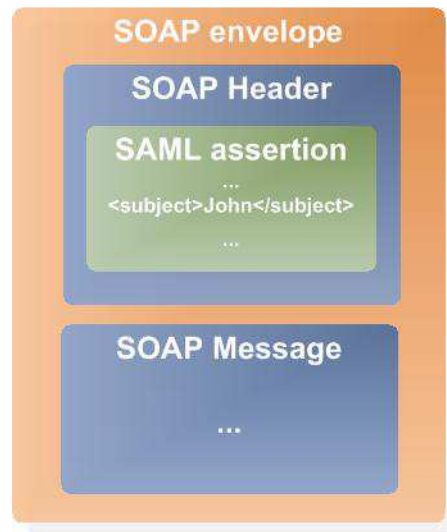 SOAP envelope
SOAP Header
SAML assertion
...
<subject>John</subject>
...
SOAP Message
...